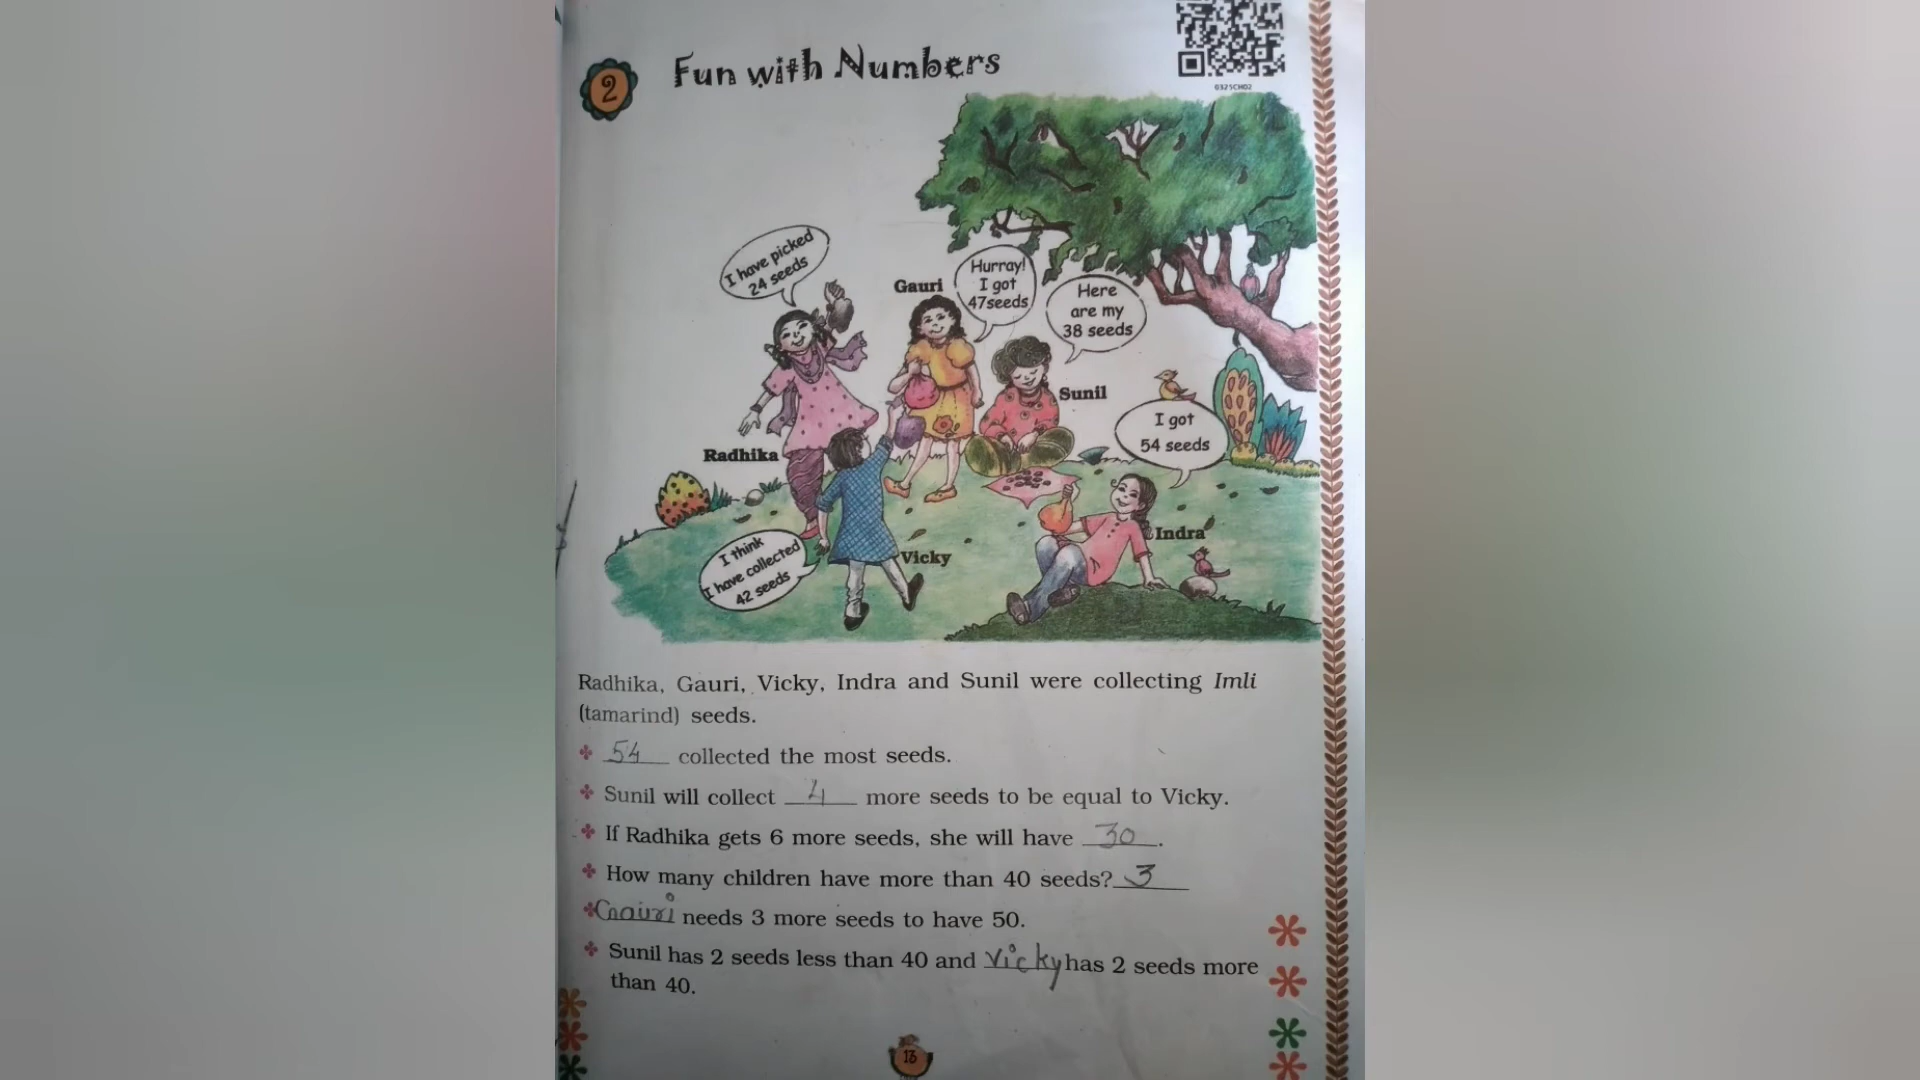 2
Fun with Numbers
0321CH02
I have picked
24 seeds
Gauri
Hurray!
I got
47seeds
Here
are my
38 seeds
Sunil
I got
54 seeds
Radhika
Indra
I think
I have collected
42 seeds
Vicky
Radhika, Gauri, Vicky, Indra and Sunil were collecting Imli
(tamarind) seeds.
54 collected the most seeds.
Sunil will collect 4 more seeds to be equal to Vicky.
If Radhika gets 6 more seeds, she will have 30.
How many children have more than 40 seeds? 3
Gauri needs 3 more seeds to have 50.
Sunil has 2 seeds less than 40 and Vicky has 2 seeds more
than 40.
13